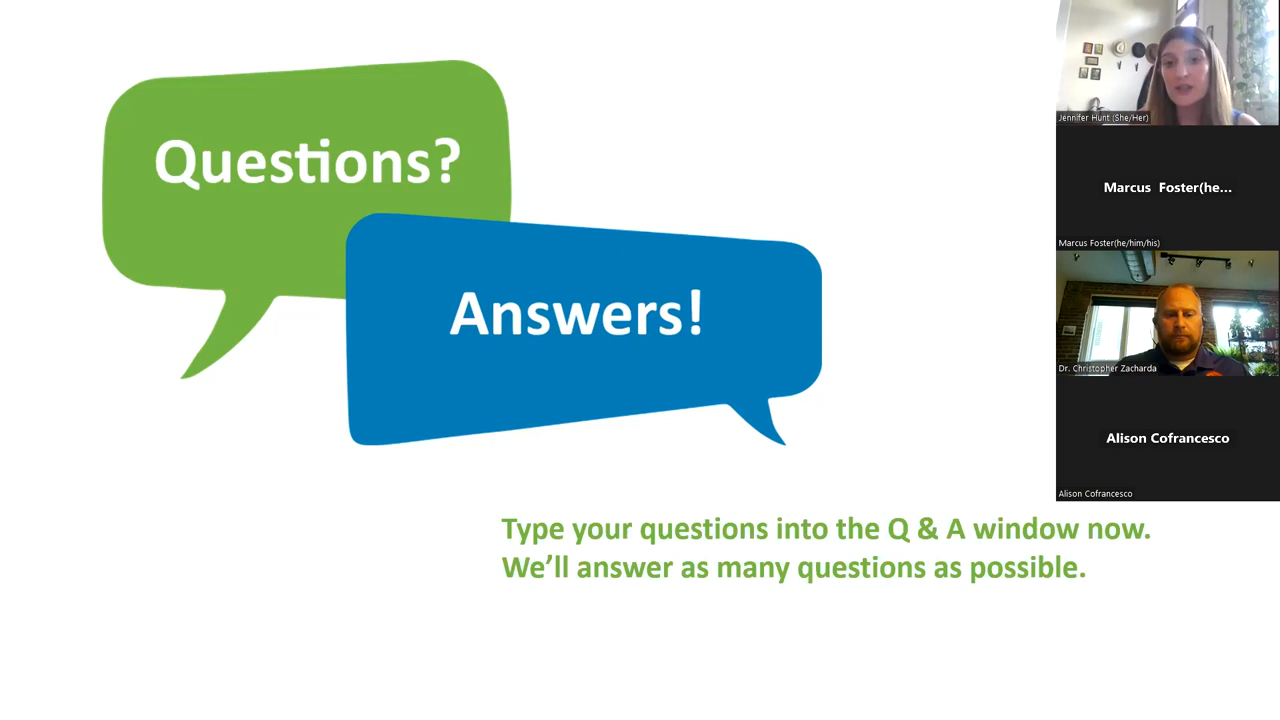 Questions?
Answers!
Type your questions into the Q & A window now.
We'll answer as many questions as possible.
Jennifer Hunt (She/Her)
Marcus Foster(he...
Marcus Foster(he/him/his)
Dr. Christopher Zacharda
Alison Cofrancesco
Alison Cofrancesco